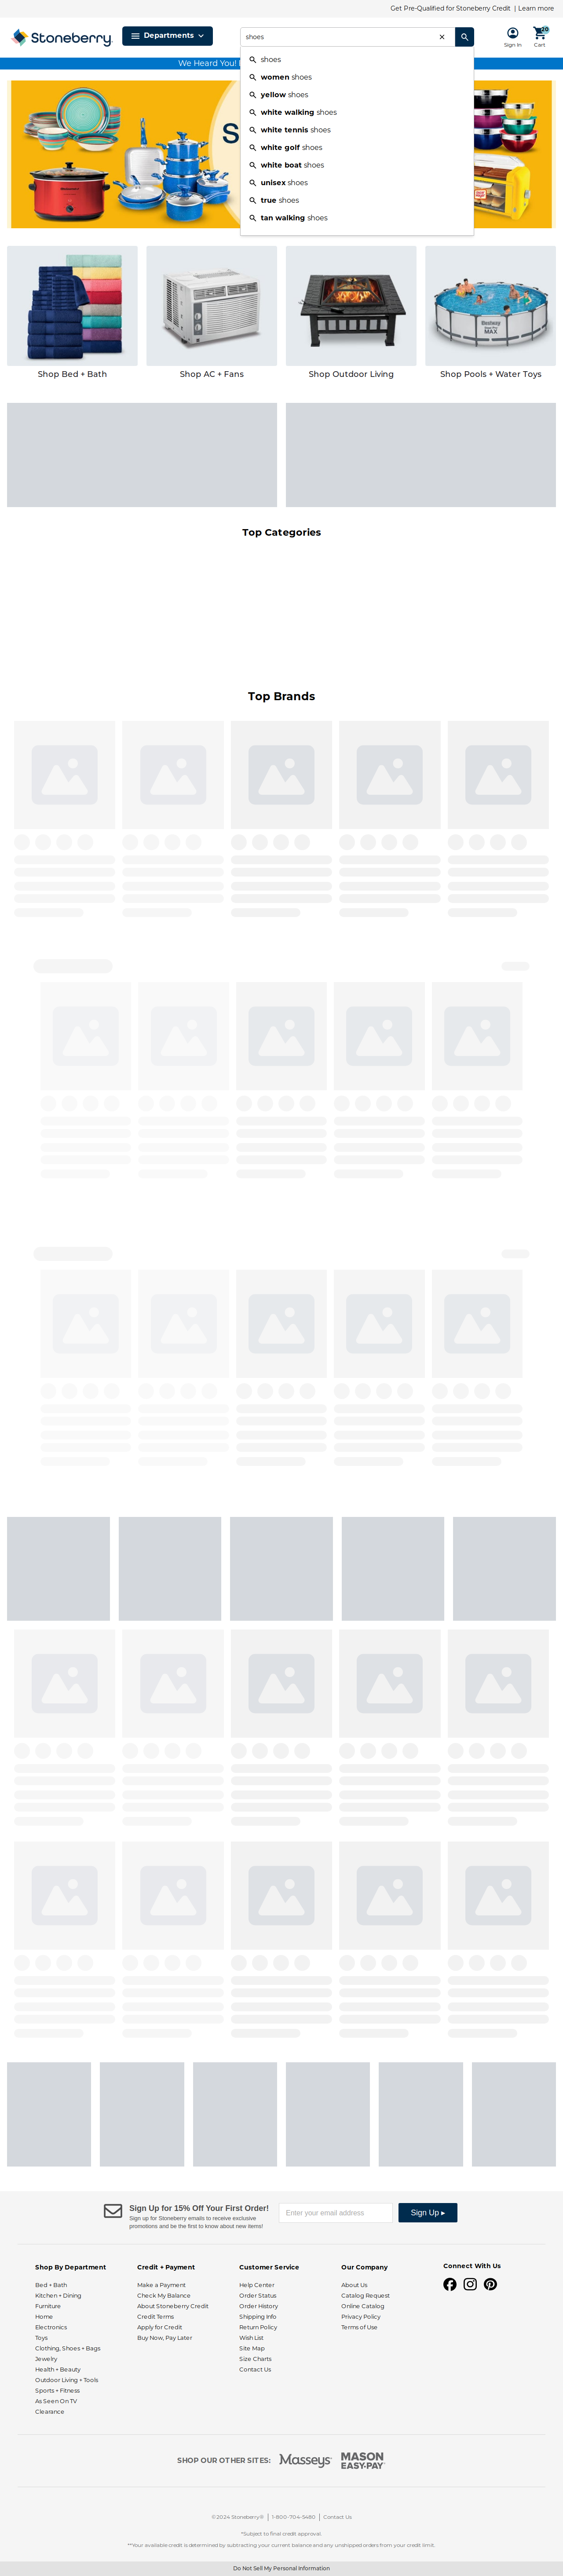 Get Pre-Qualified for Stoneberry Credit | Learn more
Stoneberry
Departments
shoes
Sign In
Cart
We Heard You!
shoes
women shoes
yellow shoes
white walking shoes
white tennis shoes
white golf shoes
white boat shoes
unisex shoes
true shoes
tan walking shoes
S
Shop Bed + Bath
Shop AC + Fans
Shop Outdoor Living
Shop Pools + Water Toys
Top Categories
Top Brands
Sign Up for 15% Off Your First Order!
Sign up for Stoneberry emails to receive exclusive
promotions and be the first to know about new items!
Enter your email address
Sign Up ▸
Shop By Department
Bed + Bath
Kitchen + Dining
Furniture
Home
Electronics
Toys
Clothing, Shoes + Bags
Jewelry
Health + Beauty
Outdoor Living + Tools
Sports + Fitness
As Seen On TV
Clearance
Credit + Payment
Make a Payment
Check My Balance
About Stoneberry Credit
Credit Terms
Apply for Credit
Buy Now, Pay Later
Customer Service
Help Center
Order Status
Order History
Shipping Info
Return Policy
Wish List
Site Map
Size Charts
Contact Us
Our Company
About Us
Catalog Request
Online Catalog
Privacy Policy
Terms of Use
Connect With Us
SHOP OUR OTHER SITES:
Masseys
MASON
EASY•PAY
©2024 Stoneberry®
1-800-704-5480
Contact Us
*Subject to final credit approval.
**Your available credit is determined by subtracting your current balance and any unshipped orders from your credit limit.
Do Not Sell My Personal Information